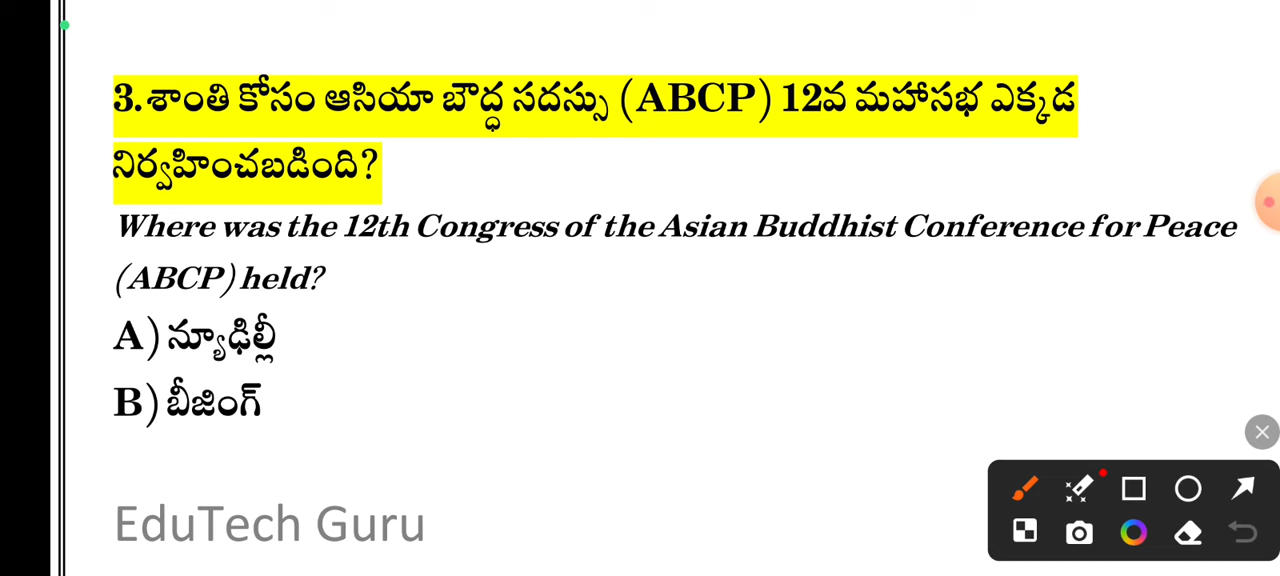 3.శాంతి కోసం ఆసియా బౌద్ధ సదస్సు (ABCP) 12వ మహాసభ ఎక్కడ
నిర్వహించబడింది?
Where was the 12th Congress of the Asian Buddhist Conference for Peace
(ABCP) held?
A) న్యూఢిల్లీ
B) బీజింగ్
EduTech Guru